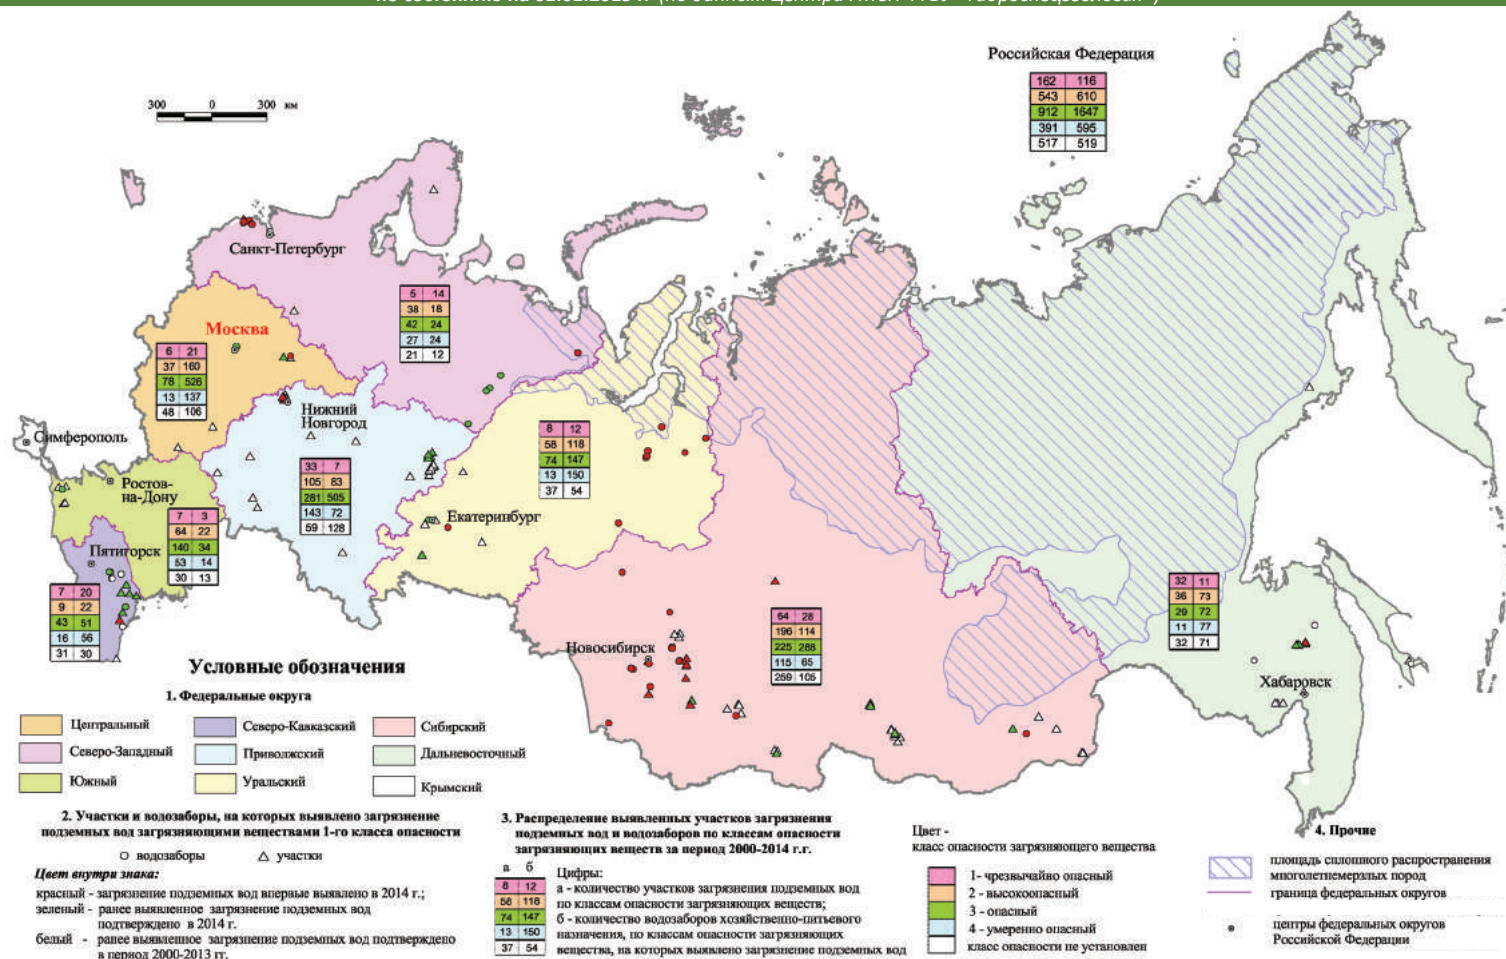 Российская Федерация
162 116
543 610
912 1647
391 595
517 519
300 0 300 км
Санкт-Петербург
5 14
38 18
42 24
27 24
21 12
Москва
6 21
37 160
78 526
13 137
48 106
Нижний
Новгород
Симферополь
8 12
58 118
74 147
13 150
37 54
33 7
105 83
281 505
143 72
59 128
Ростов-
на-Дону
Екатеринбург
7 3
64 22
140 34
53 14
30 13
Пятигорск
7 20
9 22
43 51
16 56
31 30
32 11
36 73
29 72
11 77
32 71
Новосибирск
64 28
196 114
225 288
115 65
259 105
Хабаровск
Условные обозначения
1. Федеральные округа
Центральный
Северо-Кавказский
Сибирский
Северо-Западный
Приволжский
Дальневосточный
Южный
Уральский
Крымский
2. Участки и водозаборы, на которых выявлено загрязнение
подземных вод загрязняющими веществами 1-го класса опасности
водозаборы участки
Цвет внутри знака:
красный - загрязнение подземных вод впервые выявлено в 2014 г.;
зеленый - ранее выявленное загрязнение подземных вод
подтверждено в 2014 г.
белый - ранее выявленное загрязнение подземных вод подтверждено
в период 2000-2013 гг.
3. Распределение выявленных участков загрязнения
подземных вод и водозаборов по классам опасности
загрязняющих веществ за период 2000-2014 г.г.
а б
8 12
58 118
74 147
13 150
37 54
Цифры:
а - количество участков загрязнения подземных вод
по классам опасности загрязняющих веществ;
б - количество водозаборов хозяйственно-питьевого
назначения, по классам опасности загрязняющих
вещества, на которых выявлено загрязнение подземных вод
Цвет -
класс опасности загрязняющего вещества
1- чрезвычайно опасный
2 - высокоопасный
3 - опасный
4 - умеренно опасный
класс опасности не установлен
4. Прочие
площадь сплошного распространения
многолетнемерзлых пород
граница федеральных округов
центры федеральных округов
Российской Федерации